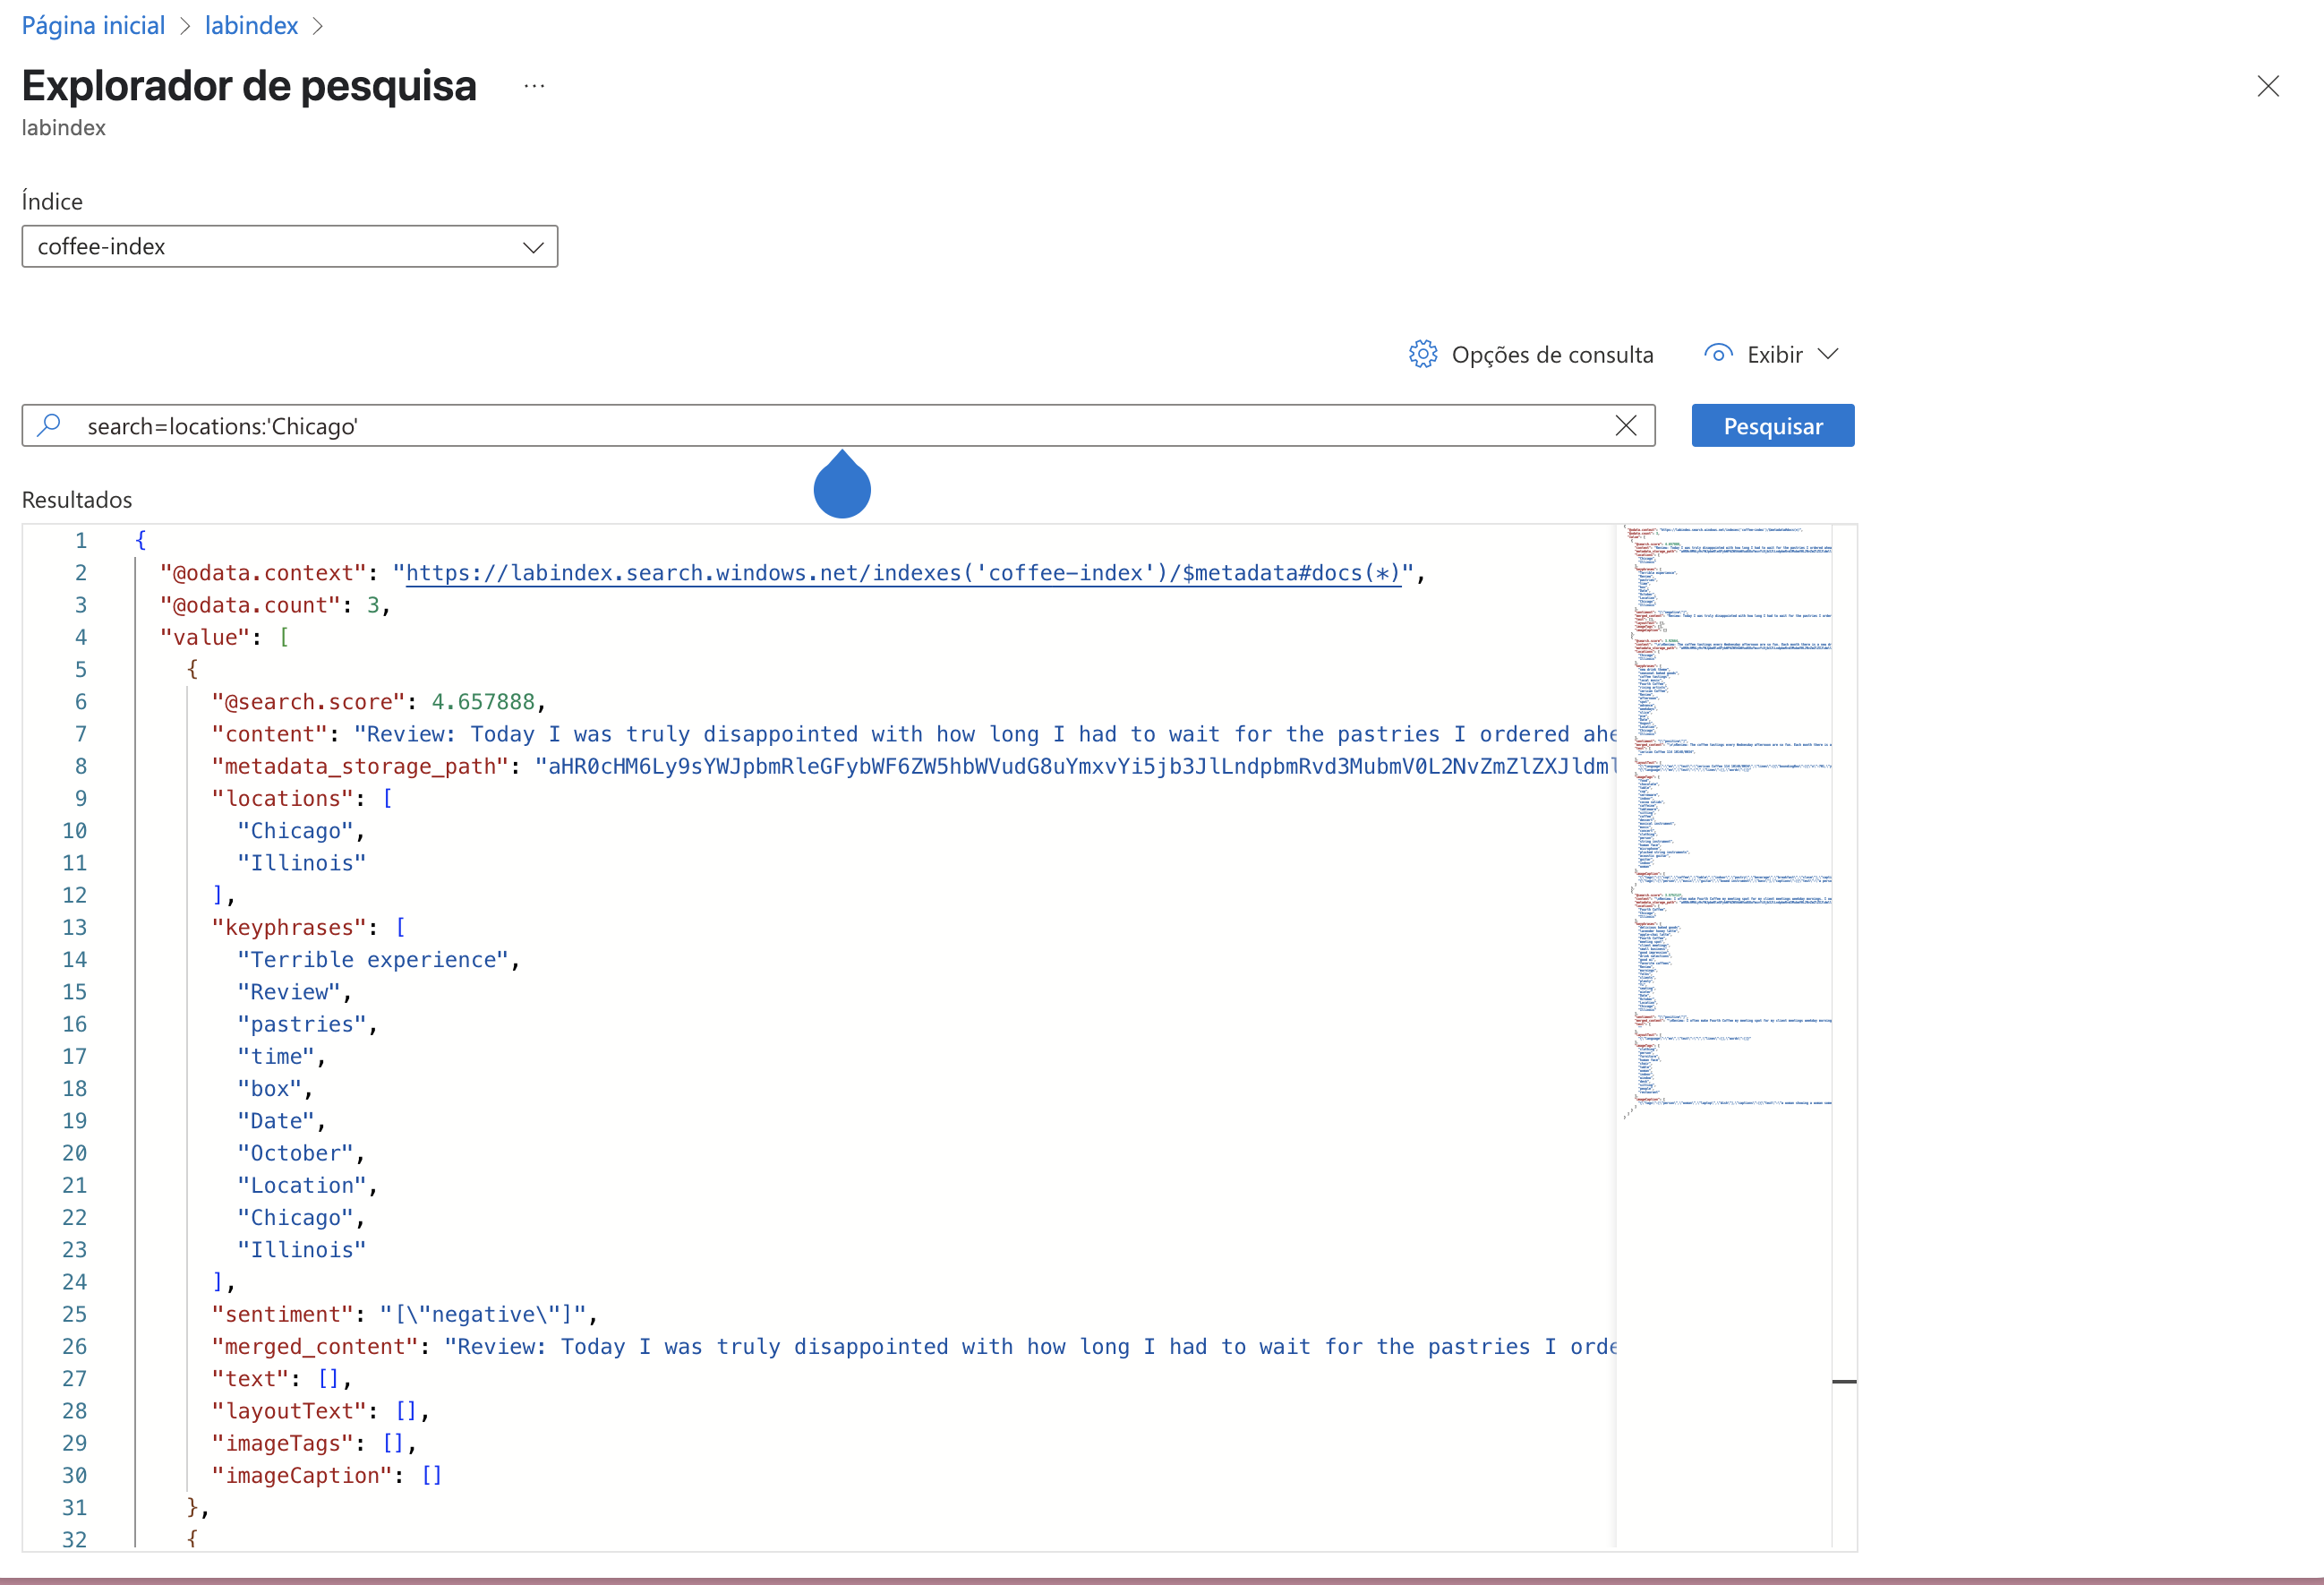 Página inicial > labindex >
Explorador de pesquisa ...
labindex
Índice
coffee-index
Opções de consulta Exibir
search=locations:'Chicago' Pesquisar
Resultados
1 {
2 "@odata.context": "https://labindex.search.windows.net/indexes('coffee-index')/$metadata#docs(*)",
3 "@odata.count": 3,
4 "value": [
5 {
6 "@search.score": 4.657888,
7 "content": "Review: Today I was truly disappointed with how long I had to wait for the pastries I ordered ahe
8 "metadata_storage_path": "aHR0cHM6Ly9sYWJpbmRleGFybWF6ZW5hbWVudG8uYmxvYi5jb3JlLndpbmRvd3MubmV0L2NvZmZlZXJldml
9 "locations": [
10 "Chicago",
11 "Illinois"
12 ],
13 "keyphrases": [
14 "Terrible experience",
15 "Review",
16 "pastries",
17 "time",
18 "box",
19 "Date",
20 "October",
21 "Location",
22 "Chicago",
23 "Illinois"
24 ],
25 "sentiment": "[\"negative\"]",
26 "merged_content": "Review: Today I was truly disappointed with how long I had to wait for the pastries I orde
27 "text": [],
28 "layoutText": [],
29 "imageTags": [],
30 "imageCaption": []
31 },
32 {